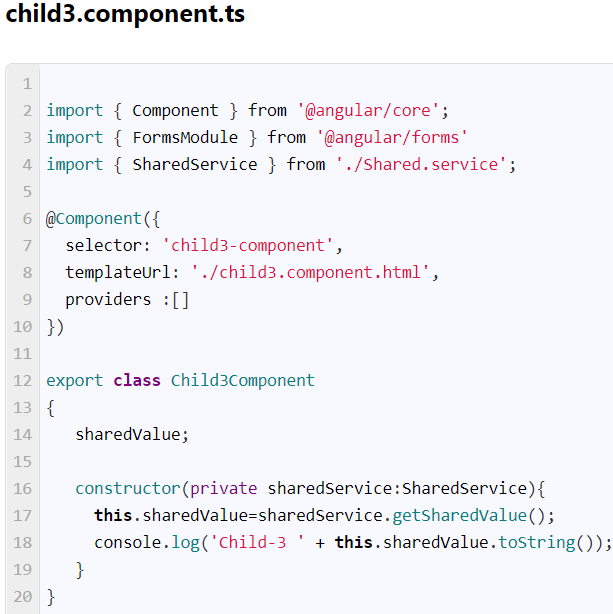 child3.component.ts
1
2 import { Component } from '@angular/core';
3 import { FormsModule } from '@angular/forms'
4 import { SharedService } from './Shared.service';
5
6 @Component({
7   selector: 'child3-component',
8   templateUrl: './child3.component.html',
9   providers :[]
10 })
11
12 export class Child3Component
13 {
14    sharedValue;
15
16    constructor(private sharedService:SharedService){
17      this.sharedValue=sharedService.getSharedValue();
18      console.log('Child-3 ' + this.sharedValue.toString());
19    }
20 }